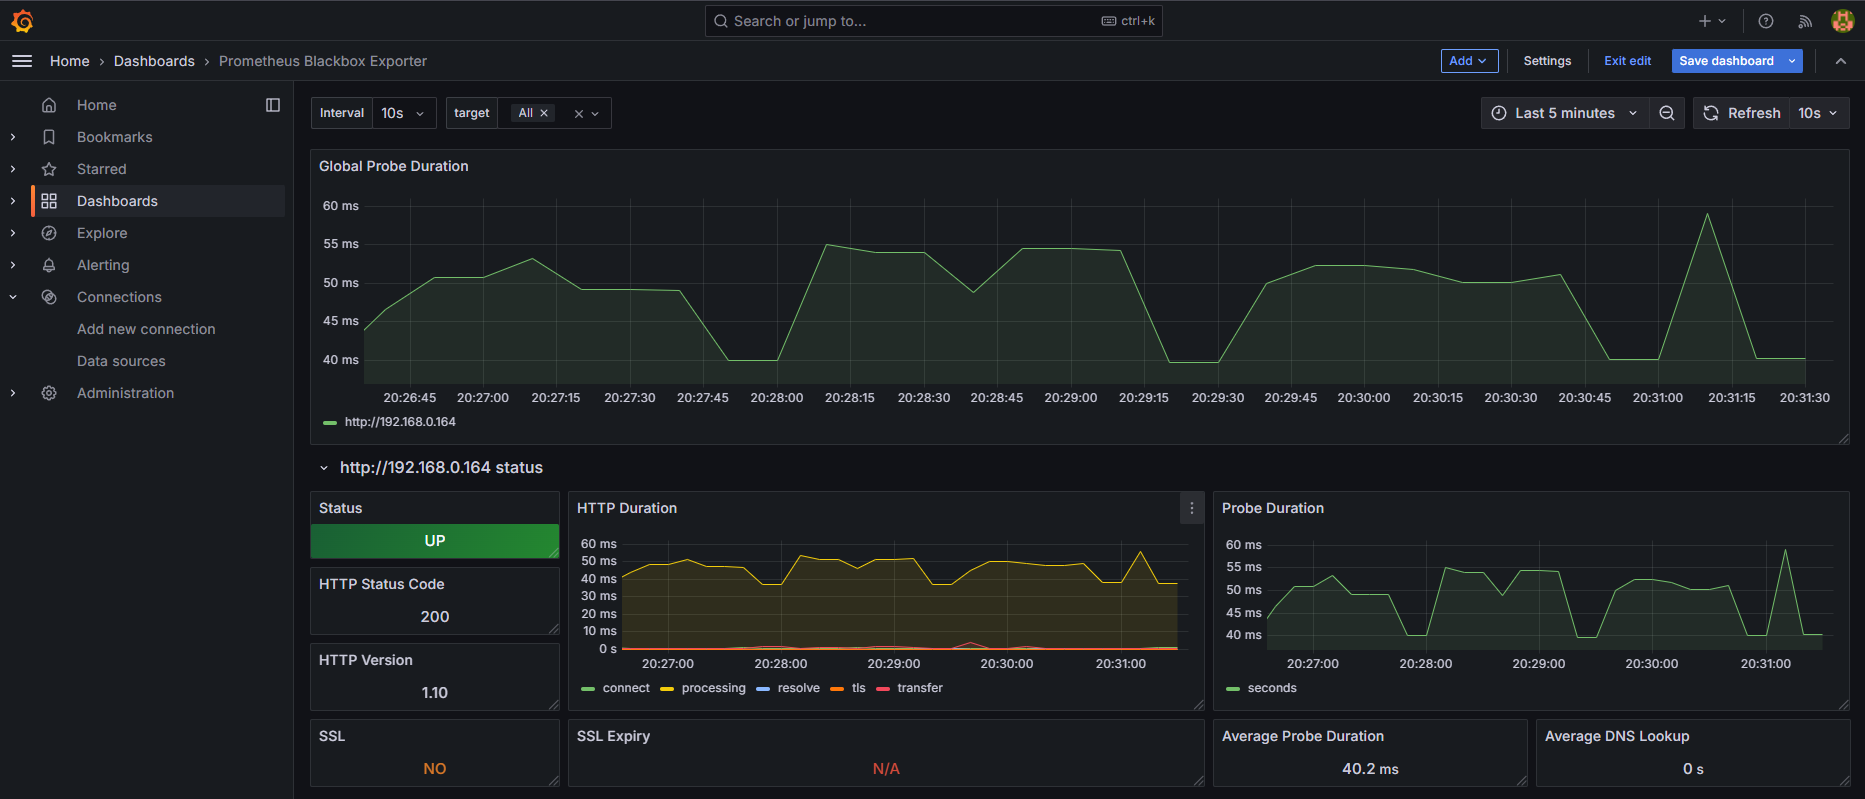 Search or jump to... ctrl+k
Home › Dashboards › Prometheus Blackbox Exporter
Add Settings Exit edit Save dashboard
Home
Bookmarks
Starred
Dashboards
Explore
Alerting
Connections
Add new connection
Data sources
Administration
Interval 10s target All
Last 5 minutes Refresh 10s
Global Probe Duration
60 ms
55 ms
50 ms
45 ms
40 ms
20:26:45 20:27:00 20:27:15 20:27:30 20:27:45 20:28:00 20:28:15 20:28:30 20:28:45 20:29:00 20:29:15 20:29:30 20:29:45 20:30:00 20:30:15 20:30:30 20:30:45 20:31:00 20:31:15 20:31:30
http://192.168.0.164
http://192.168.0.164 status
Status
UP
HTTP Status Code
200
HTTP Version
1.10
SSL
NO
HTTP Duration
60 ms
50 ms
40 ms
30 ms
20 ms
10 ms
0 s
20:27:00 20:28:00 20:29:00 20:30:00 20:31:00
connect processing resolve tls transfer
SSL Expiry
N/A
Probe Duration
60 ms
55 ms
50 ms
45 ms
40 ms
20:27:00 20:28:00 20:29:00 20:30:00 20:31:00
seconds
Average Probe Duration
40.2 ms
Average DNS Lookup
0 s